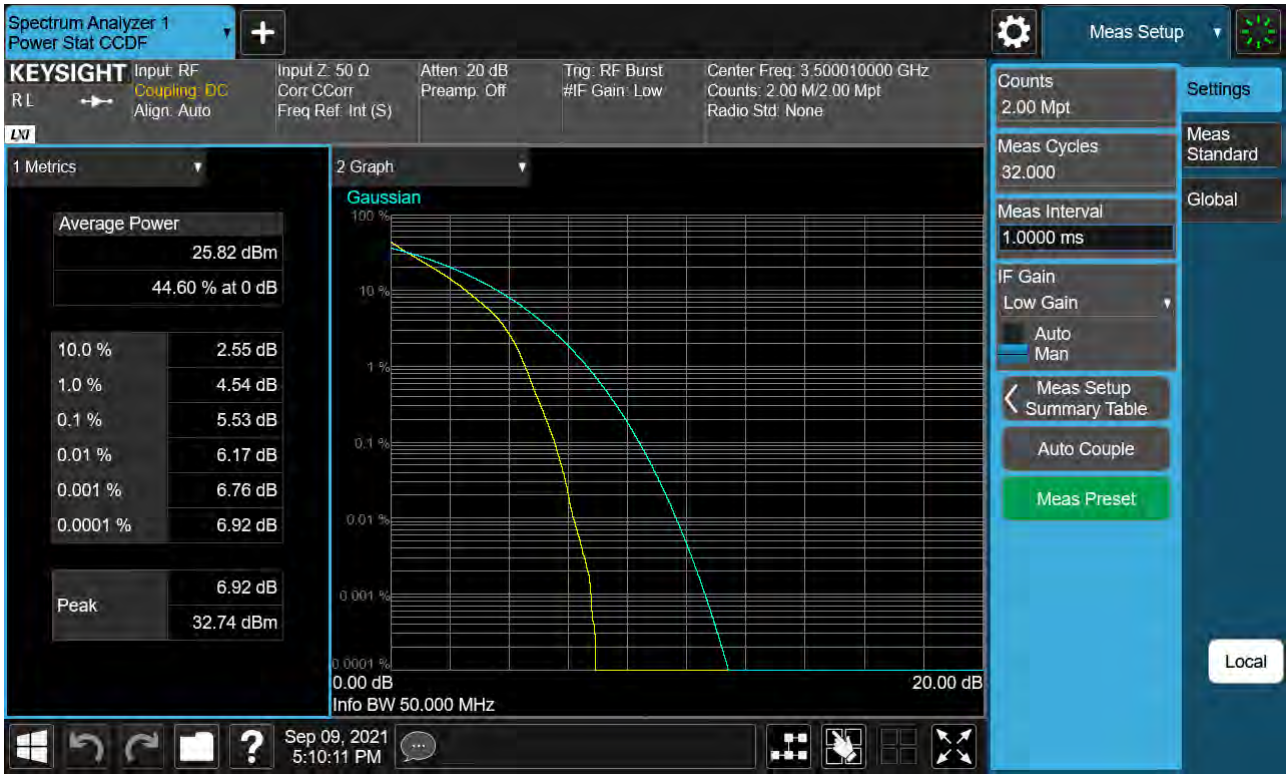 Spectrum Analyzer 1
Power Stat CCDF
+
Meas Setup
KEYSIGHT
RL
LXI
Input: RF
Coupling: DC
Align: Auto
Input Z: 50 Ω
Corr CCorr
Freq Ref: Int (S)
Atten: 20 dB
Preamp: Off
Trig: RF Burst
#IF Gain: Low
Center Freq: 3.500010000 GHz
Counts: 2.00 M/2.00 Mpt
Radio Std: None
1 Metrics
Average Power
25.82 dBm
44.60 % at 0 dB
10.0 % 2.55 dB
1.0 % 4.54 dB
0.1 % 5.53 dB
0.01 % 6.17 dB
0.001 % 6.76 dB
0.0001 % 6.92 dB
Peak
6.92 dB
32.74 dBm
2 Graph
Gaussian
100 %
10 %
1 %
0.1 %
0.01 %
0.001 %
0.0001 %
0.00 dB 20.00 dB
Info BW 50.000 MHz
Counts
2.00 Mpt
Meas Cycles
32.000
Meas Interval
1.0000 ms
IF Gain
Low Gain
Auto
Man
Meas Setup
Summary Table
Auto Couple
Meas Preset
Settings
Meas
Standard
Global
Local
?
Sep 09, 2021
5:10:11 PM